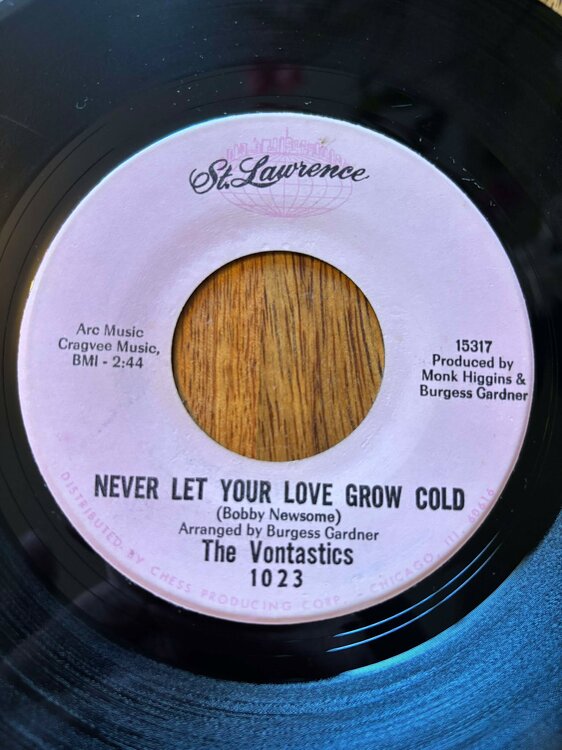 St. Lawrence
Arc Music
Cragvee Music,
BMI - 2:44
15317
Produced by
Monk Higgins &
Burgess Gardner
NEVER LET YOUR LOVE GROW COLD
(Bobby Newsome)
Arranged by Burgess Gardner
The Vontastics
1023
DISTRIBUTED BY CHESS PRODUCING CORP. CHICAGO, ILL 60616